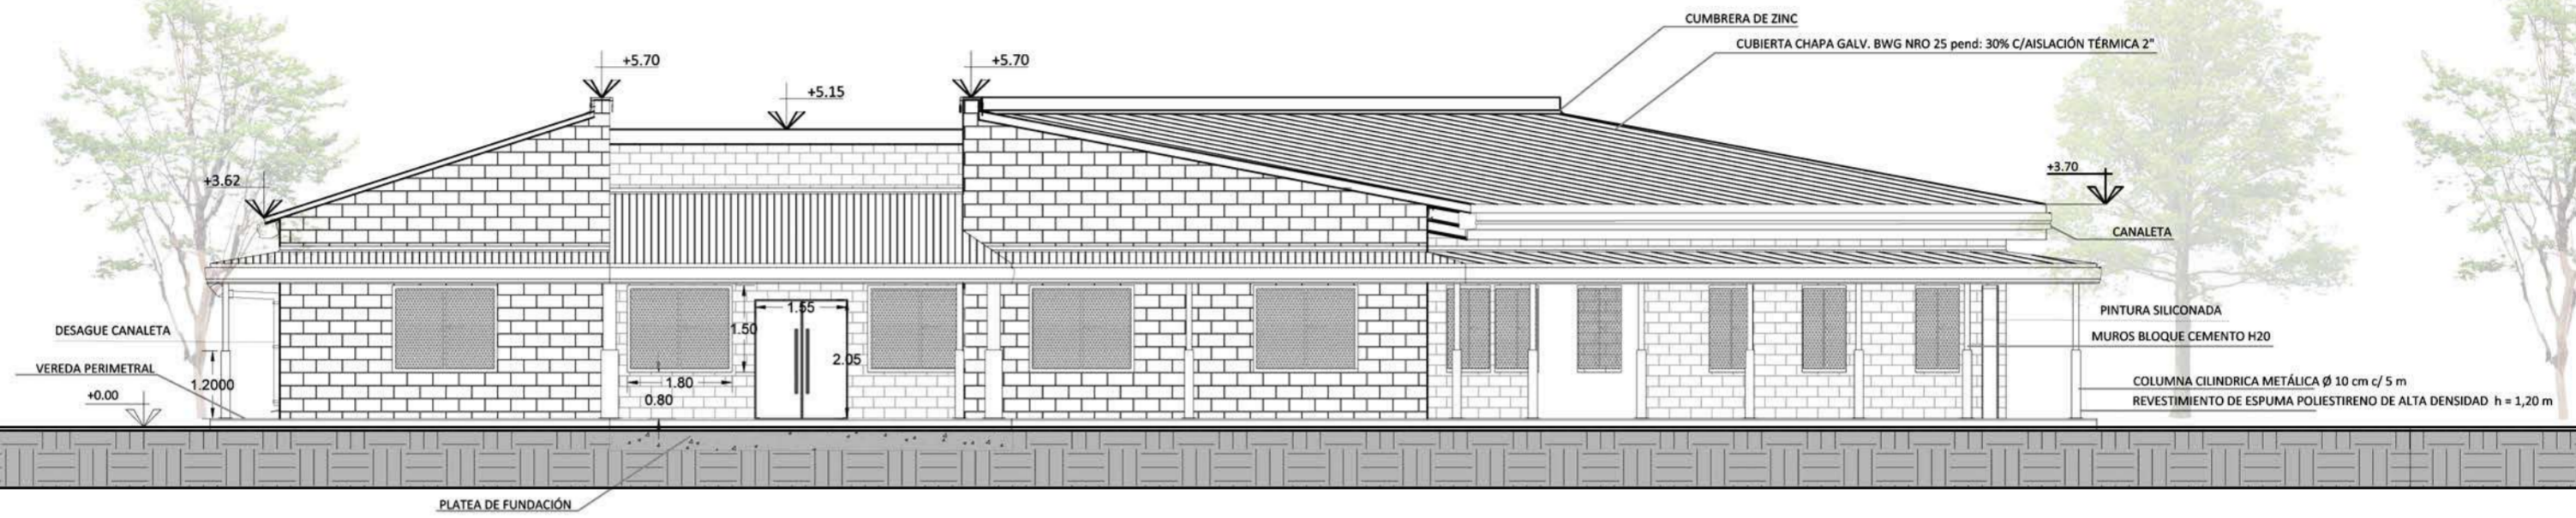 CUMBRERA DE ZINC
CUBIERTA CHAPA GALV. BWG NRO 25 pend: 30% C/AISLACIÓN TÉRMICA 2"
+5.70
+5.70
+5.15
+3.62
+3.70
CANALETA
DESAGUE CANALETA
VEREDA PERIMETRAL
+0.00
1.2000
1.55
1.50
2.05
1.80
0.80
PINTURA SILICONADA
MUROS BLOQUE CEMENTO H20
COLUMNA CILINDRICA METÁLICA Ø 10 cm c/ 5 m
REVESTIMIENTO DE ESPUMA POLIESTIRENO DE ALTA DENSIDAD h = 1,20 m
PLATEA DE FUNDACIÓN